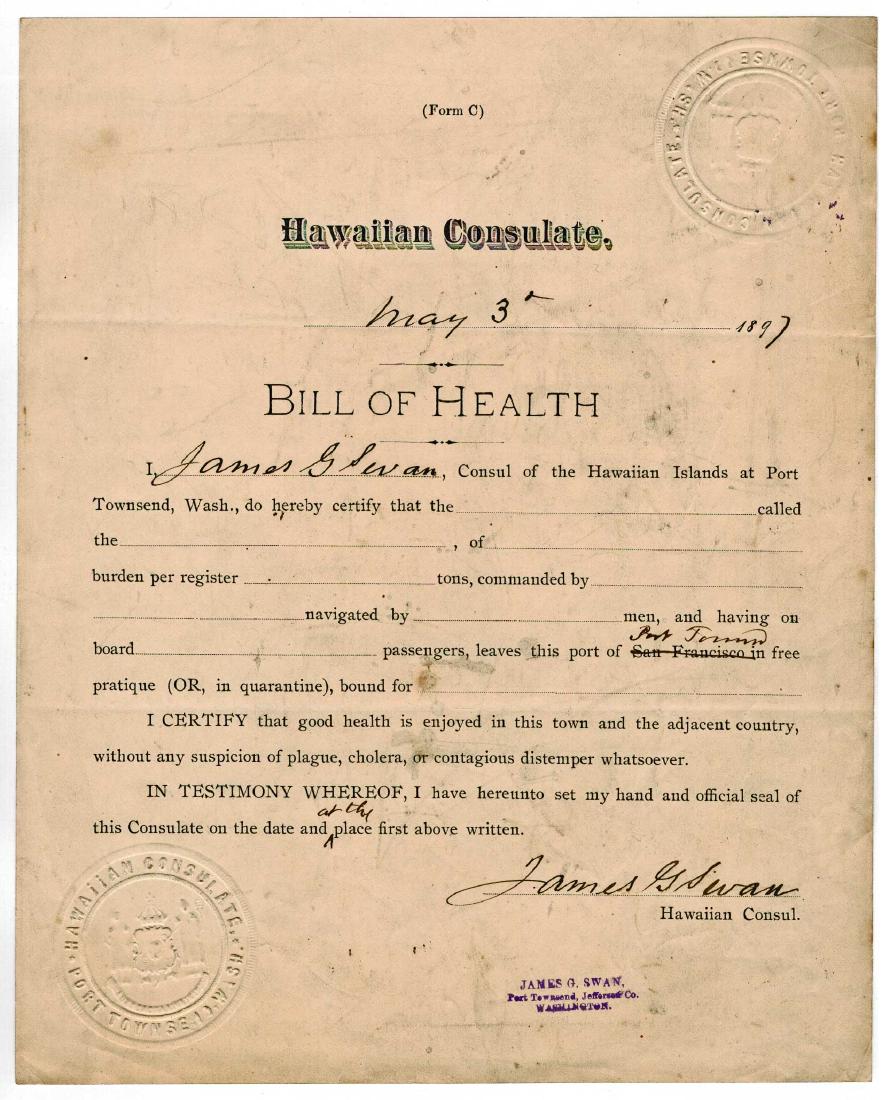 (Form C)
CONSULATE, PORT TOWNSEND, WASH.
Hawaiian Consulate.
May 3d 1897
BILL OF HEALTH
I, James G Swan, Consul of the Hawaiian Islands at Port
Townsend, Wash., do hereby certify that the called
the , of
burden per register tons, commanded by
navigated by men, and having on
Port Townsend
board passengers, leaves this port of San Francisco in free
pratique (OR, in quarantine), bound for
I CERTIFY that good health is enjoyed in this town and the adjacent country,
without any suspicion of plague, cholera, or contagious distemper whatsoever.
IN TESTIMONY WHEREOF, I have hereunto set my hand and official seal of
at the
this Consulate on the date and place first above written.
James G Swan
Hawaiian Consul.
HAWAIIAN CONSULATE,
PORT TOWNSEND, WASH.
JAMES G. SWAN,
Port Townsend, Jefferson Co.
WASHINGTON.